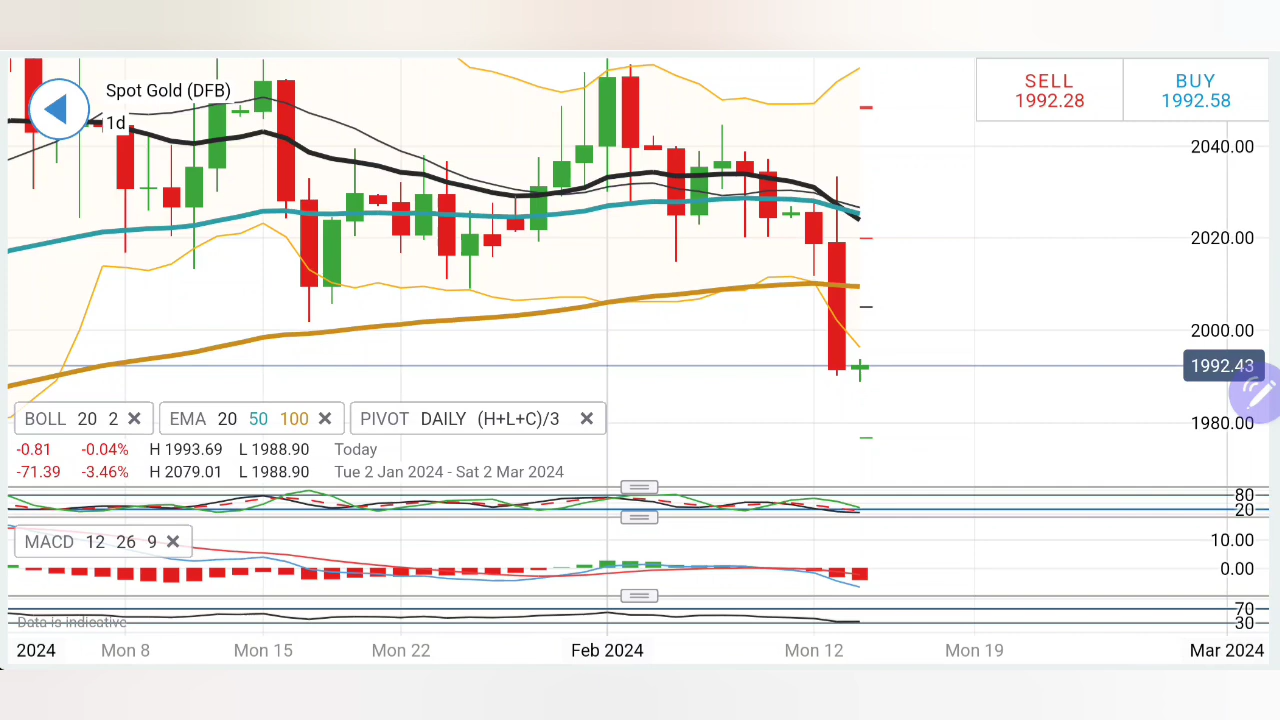 Spot Gold (DFB)
1d
SELL
1992.28
BUY
1992.58
2040.00
2020.00
2000.00
1992.43
1980.00
BOLL 20 2 EMA 20 50 100 PIVOT DAILY (H+L+C)/3
-0.81 -0.04% H 1993.69 L 1988.90 Today
-71.39 -3.46% H 2079.01 L 1988.90 Tue 2 Jan 2024 - Sat 2 Mar 2024
80
20
MACD 12 26 9
10.00
0.00
70
Data is indicative
30
2024 Mon 8 Mon 15 Mon 22 Feb 2024 Mon 12 Mon 19 Mar 2024